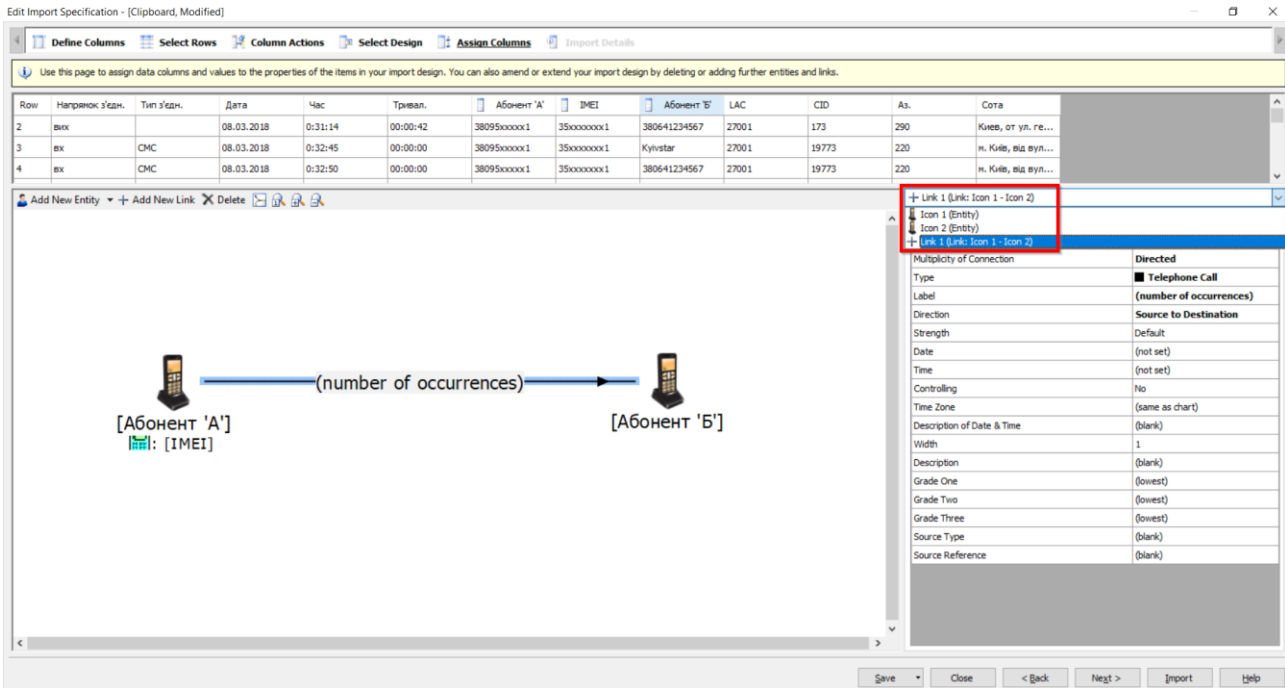 Edit Import Specification - [Clipboard, Modified]
Define Columns Select Rows Column Actions Select Design Assign Columns Import Details
Use this page to assign data columns and values to the properties of the items in your import design. You can also amend or extend your import design by deleting or adding further entities and links.
Row Напрямок з'едн. Тип з'едн. Дата Час Тривал. Абонент 'А' IMEI Абонент 'Б' LAC CID Аз. Сота
2 вих 08.03.2018 0:31:14 00:00:42 38095xxxxx1 35xxxxxxx1 380641234567 27001 173 290 Киев, от ул. ге...
3 вх СМС 08.03.2018 0:32:45 00:00:00 38095xxxxx1 35xxxxxxx1 Kyivstar 27001 19773 220 м. Київ, від вул...
4 вх СМС 08.03.2018 0:32:50 00:00:00 38095xxxxx1 35xxxxxxx1 380641234567 27001 19773 220 м. Київ, від вул...
Add New Entity Add New Link Delete
Link 1 (Link: Icon 1 - Icon 2)
Icon 1 (Entity)
Icon 2 (Entity)
Link 1 (Link: Icon 1 - Icon 2)
Multiplicity of Connection Directed
Type Telephone Call
Label (number of occurrences)
Direction Source to Destination
Strength Default
Date (not set)
Time (not set)
Controlling No
Time Zone (same as chart)
Description of Date & Time (blank)
Width 1
Description (blank)
Grade One (lowest)
Grade Two (lowest)
Grade Three (lowest)
Source Type (blank)
Source Reference (blank)
(number of occurrences)
[Абонент 'А']
: [IMEI]
[Абонент 'Б']
Save Close < Back Next > Import Help